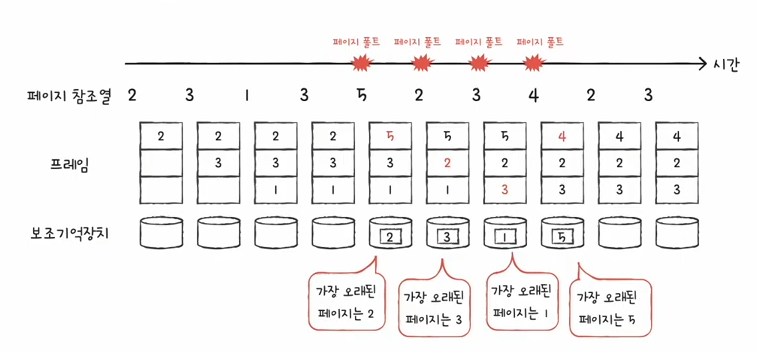 페이지 폴트 페이지 폴트 페이지 폴트 페이지 폴트
시간
페이지 참조열 2 3 1 3 5 2 3 4 2 3
2 2 2 2 5 5 5 4 4 4
프레임 3 3 3 3 2 2 2 2 2
1 1 1 1 3 3 3 3
보조기억장치 2 3 1 5
가장 오래된
페이지는 2
가장 오래된
페이지는 3
가장 오래된
페이지는 1
가장 오래된
페이지는 5